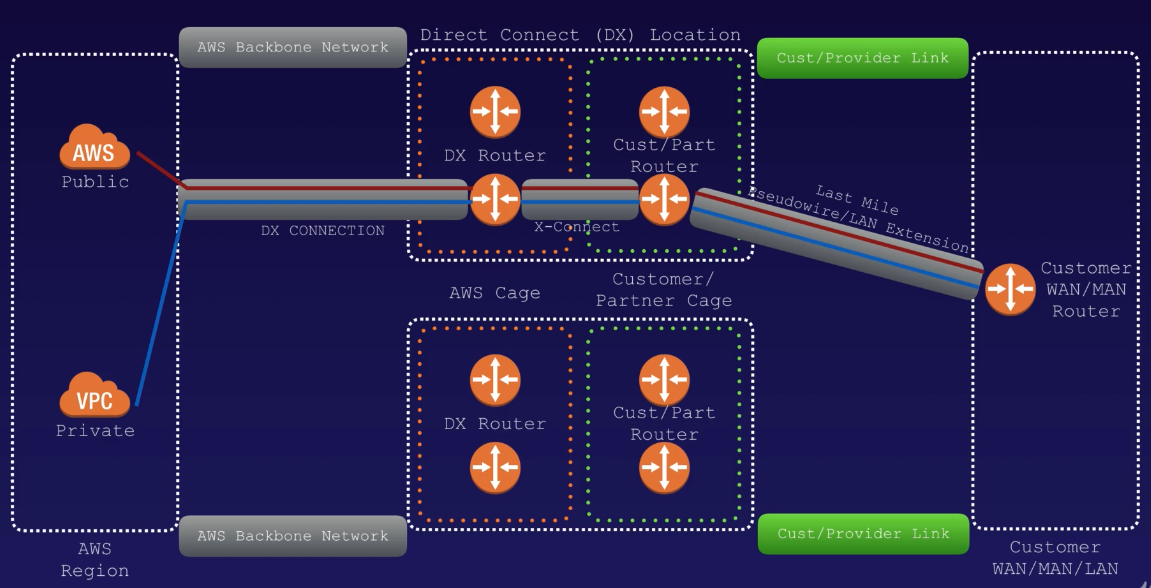 AWS Backbone Network
Direct Connect (DX) Location
Cust/Provider Link
AWS
Public
DX Router
Cust/Part
Router
DX CONNECTION
X-Connect
Last Mile
Pseudowire/LAN Extension
Customer
WAN/MAN
Router
AWS Cage
Customer/
Partner Cage
VPC
Private
DX Router
Cust/Part
Router
AWS Backbone Network
Cust/Provider Link
AWS
Region
Customer
WAN/MAN/LAN